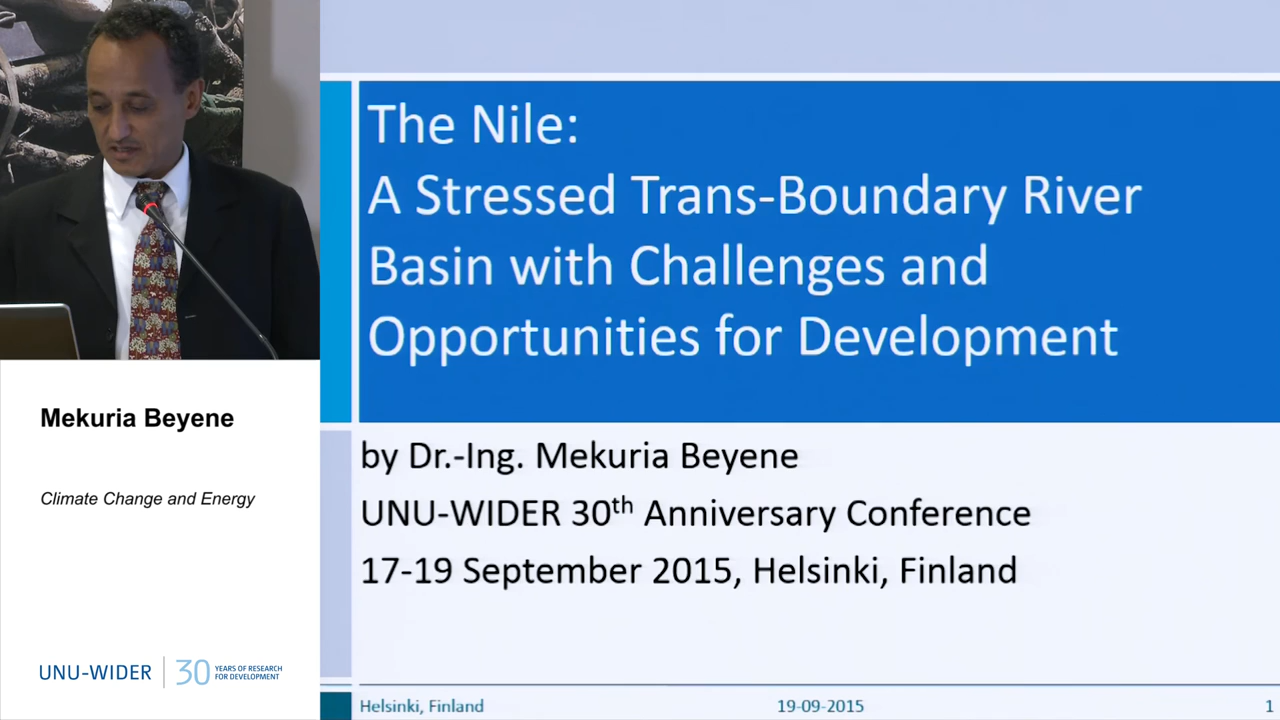 Mekuria Beyene
Climate Change and Energy
UNU-WIDER
30
YEARS OF RESEARCH
FOR DEVELOPMENT
The Nile:
A Stressed Trans-Boundary River
Basin with Challenges and
Opportunities for Development
by Dr.-Ing. Mekuria Beyene
UNU-WIDER 30th Anniversary Conference
17-19 September 2015, Helsinki, Finland
Helsinki, Finland
19-09-2015
1